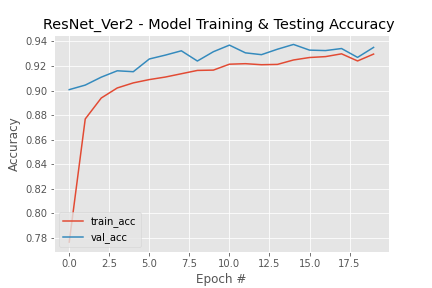 ResNet_Ver2 - Model Training & Testing Accuracy
0.94
0.92
0.90
0.88
0.86
0.84
0.82
0.80
0.78
Accuracy
train_acc
val_acc
0.0 2.5 5.0 7.5 10.0 12.5 15.0 17.5
Epoch #